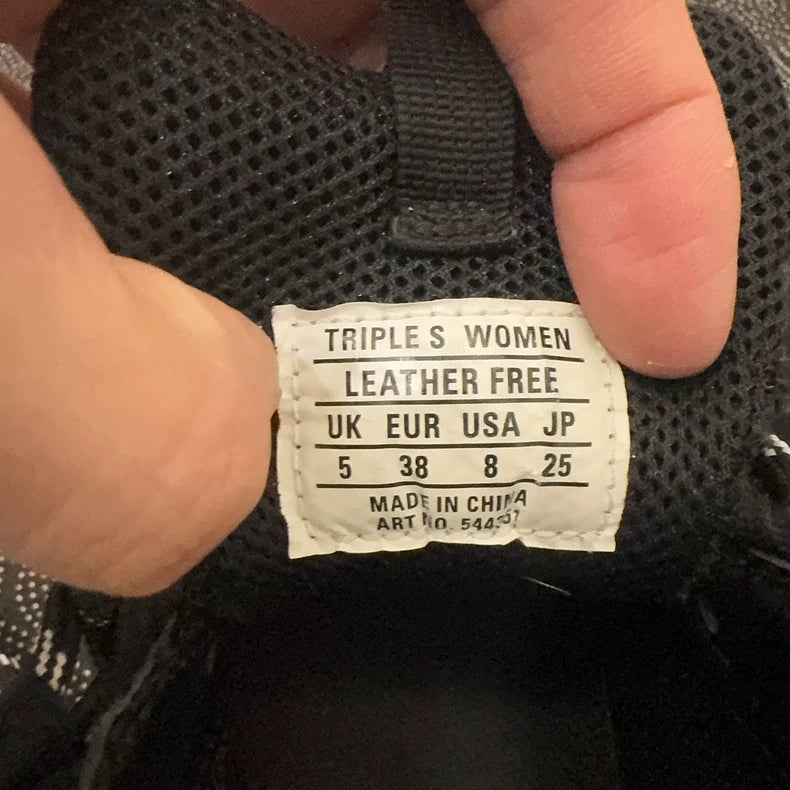 TRIPLE S WOMEN
LEATHER FREE
UK EUR USA JP
5 38 8 25
MADE IN CHINA
ART NO.